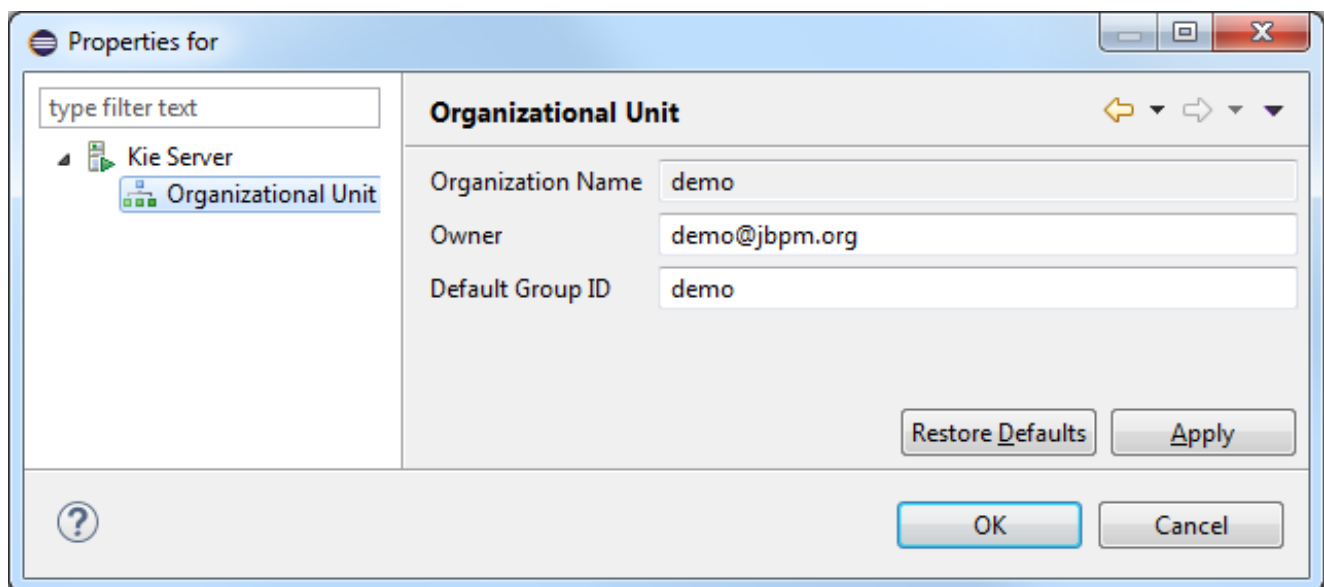 Properties for
type filter text
Kie Server
Organizational Unit
Organizational Unit
Organization Name demo
Owner demo@jbpm.org
Default Group ID demo
Restore Defaults Apply
? OK Cancel